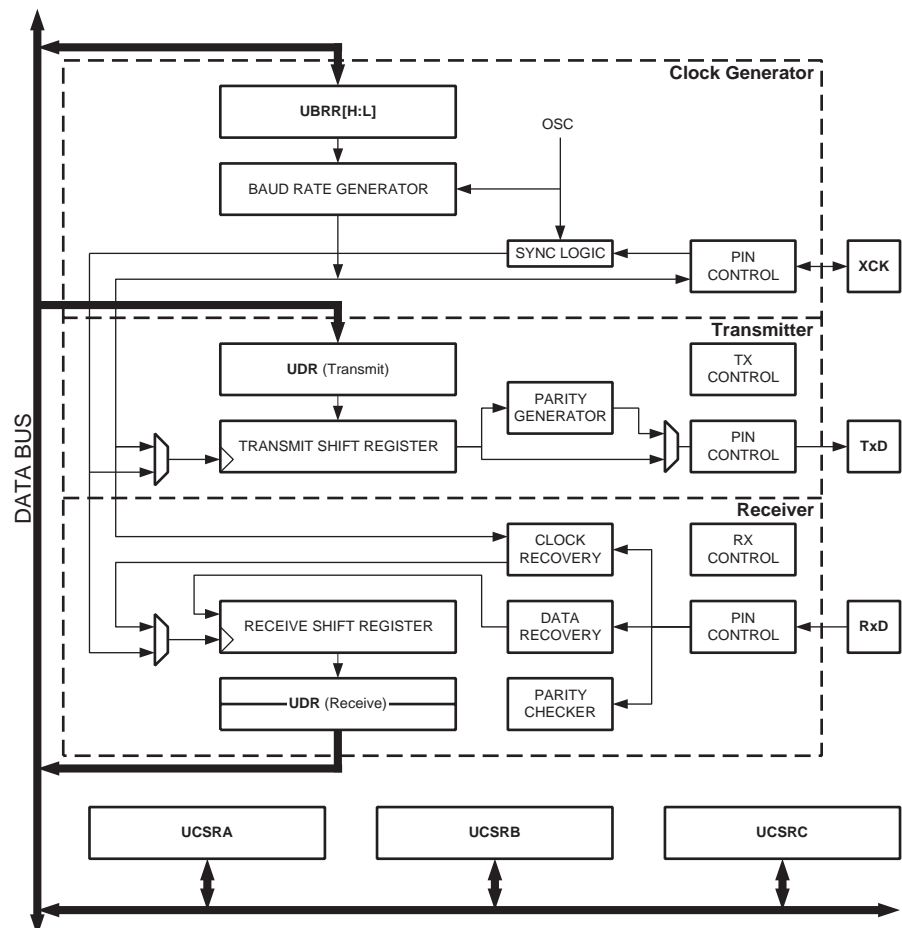 Clock Generator
UBRR[H:L]
OSC
BAUD RATE GENERATOR
SYNC LOGIC
PIN
CONTROL
XCK
Transmitter
UDR (Transmit)
TX
CONTROL
PARITY
GENERATOR
TRANSMIT SHIFT REGISTER
PIN
CONTROL
TxD
DATA BUS
Receiver
CLOCK
RECOVERY
RX
CONTROL
RECEIVE SHIFT REGISTER
DATA
RECOVERY
PIN
CONTROL
RxD
UDR (Receive)
PARITY
CHECKER
UCSRA
UCSRB
UCSRC